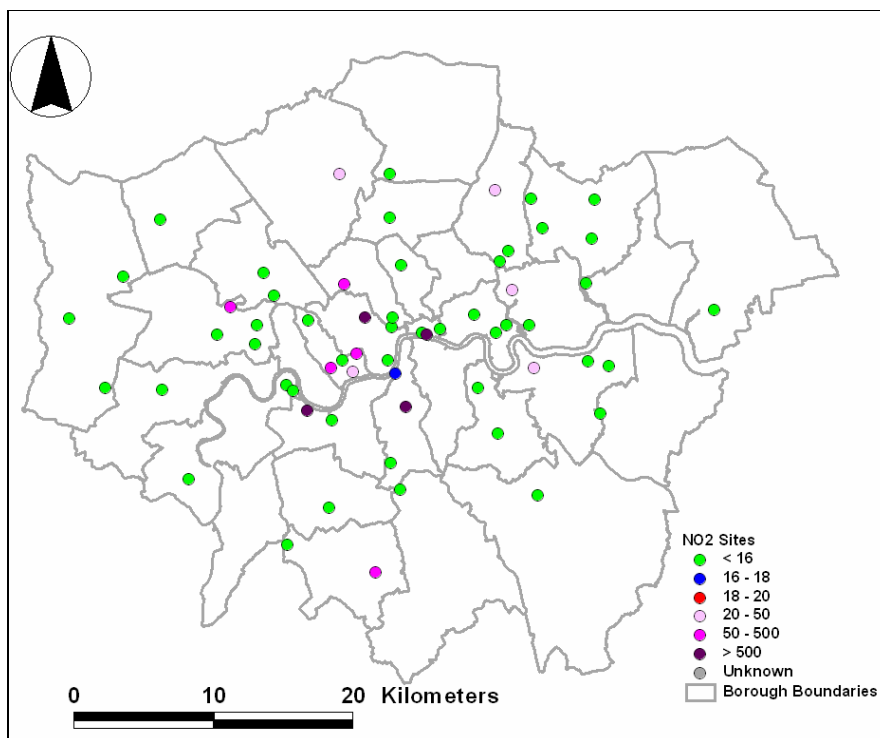 NO2 Sites
< 16
16 - 18
18 - 20
20 - 50
50 - 500
> 500
Unknown
Borough Boundaries
0 10 20 Kilometers